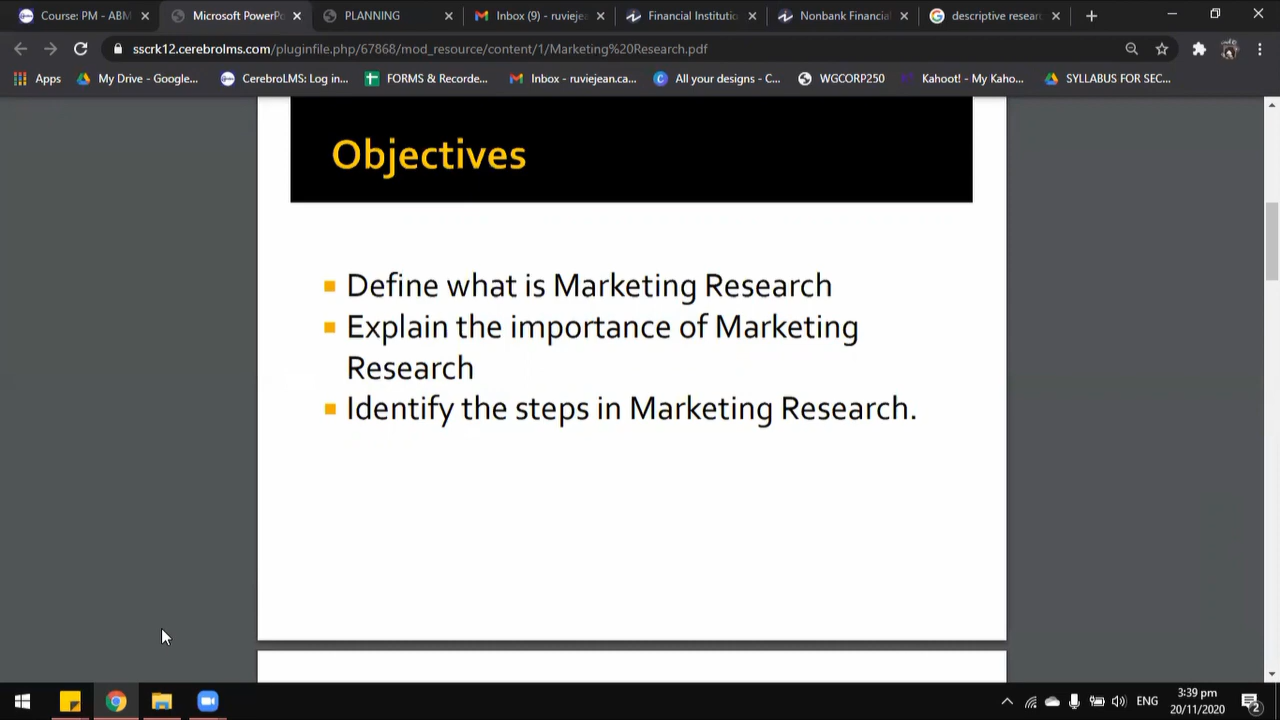 Course: PM - ABM
Microsoft PowerPo
PLANNING
Inbox (9) - ruvieje
Financial Institutio
Nonbank Financial
descriptive resear
sscrk12.cerebrolms.com/pluginfile.php/67868/mod_resource/content/1/Marketing%20Research.pdf
Apps
My Drive - Google...
CerebroLMS: Log in...
FORMS & Recorde...
Inbox - ruviejean.ca...
All your designs - C...
WGCORP250
Kahoot! - My Kaho...
SYLLABUS FOR SEC...
Objectives
Define what is Marketing Research
Explain the importance of Marketing
Research
Identify the steps in Marketing Research.
ENG
3:39 pm
20/11/2020
2